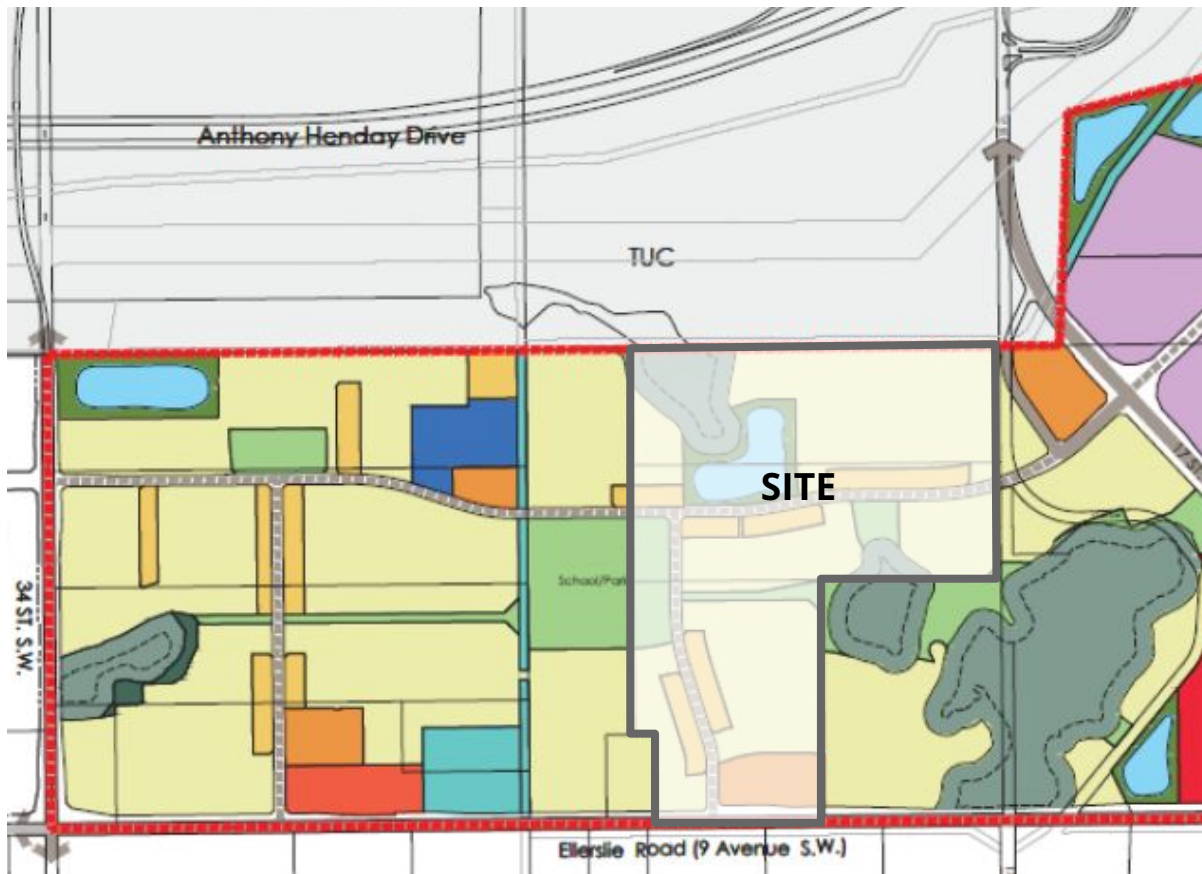 Anthony Henday Drive
TUC
SITE
School/Park
34 ST. S.W.
Ellerslie Road (9 Avenue S.W.)